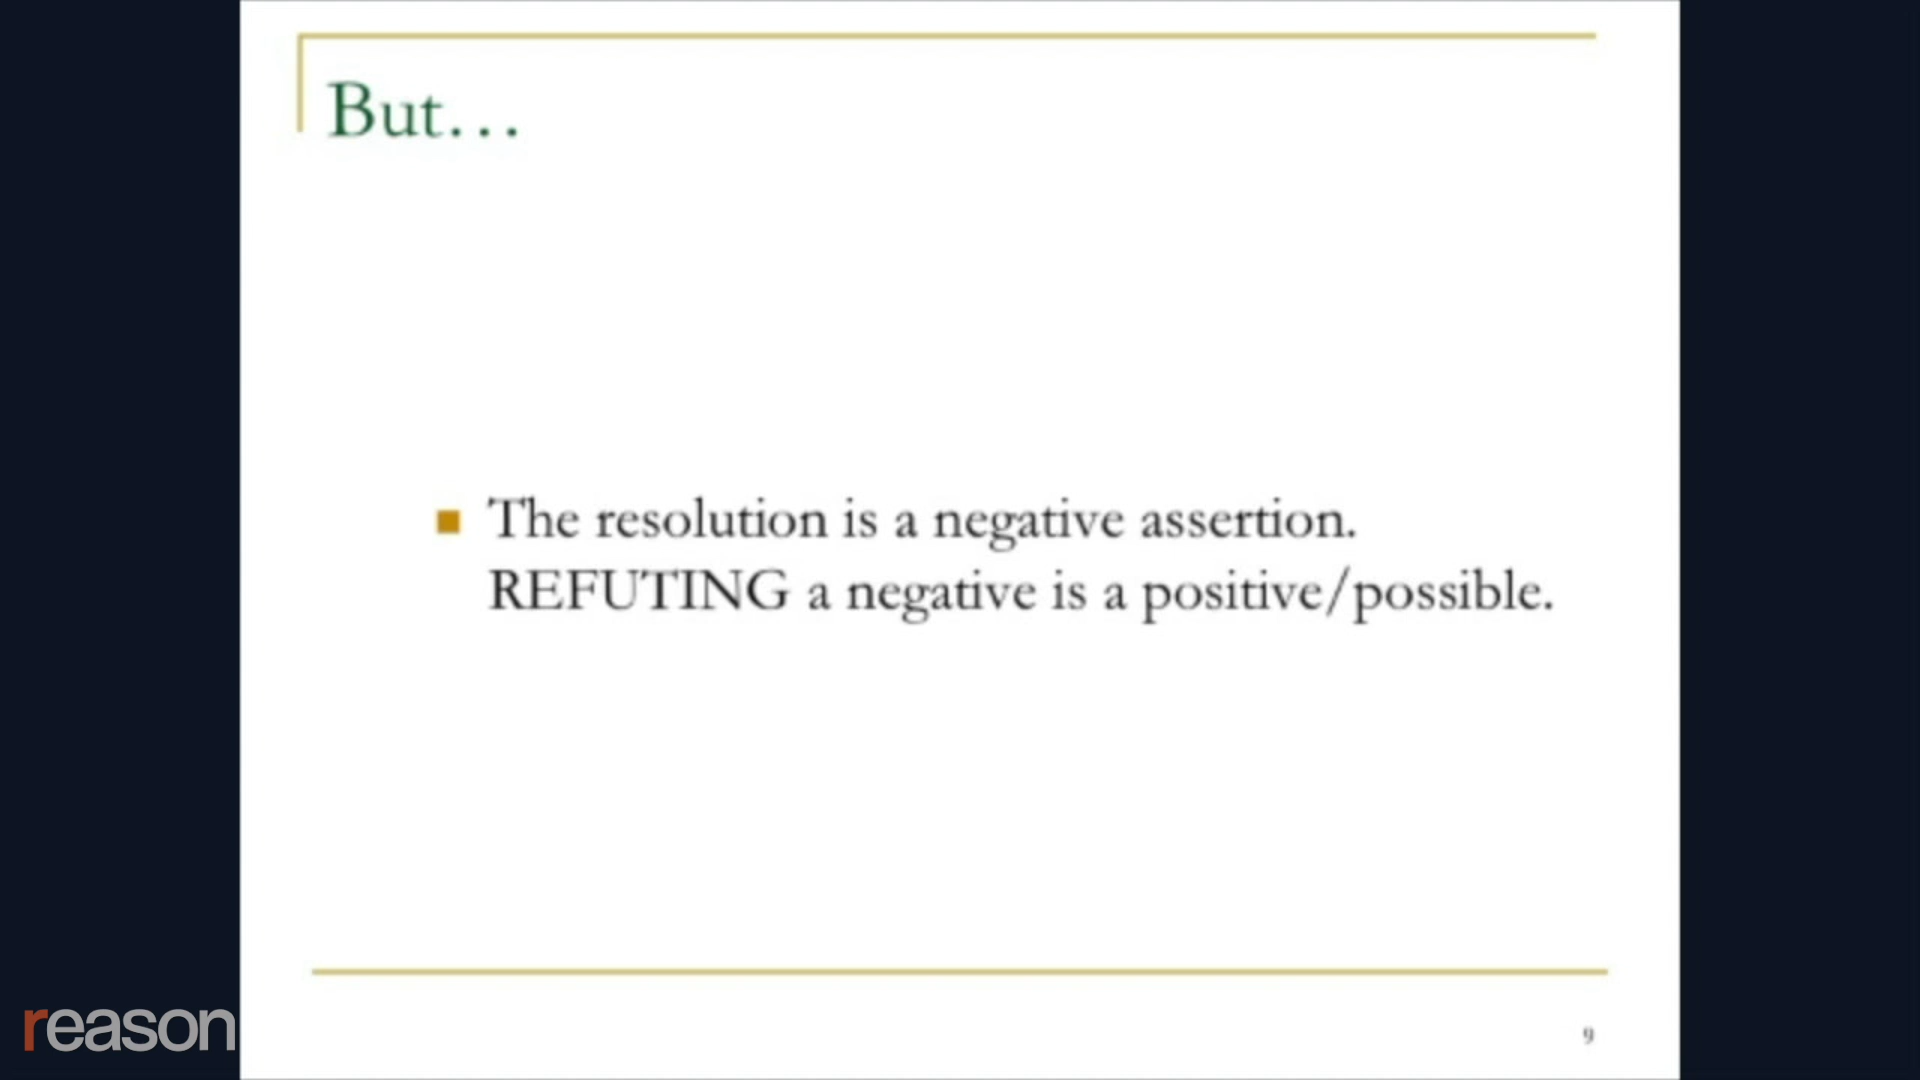 But...
The resolution is a negative assertion.
REFUTING a negative is a positive/possible.
reason
9